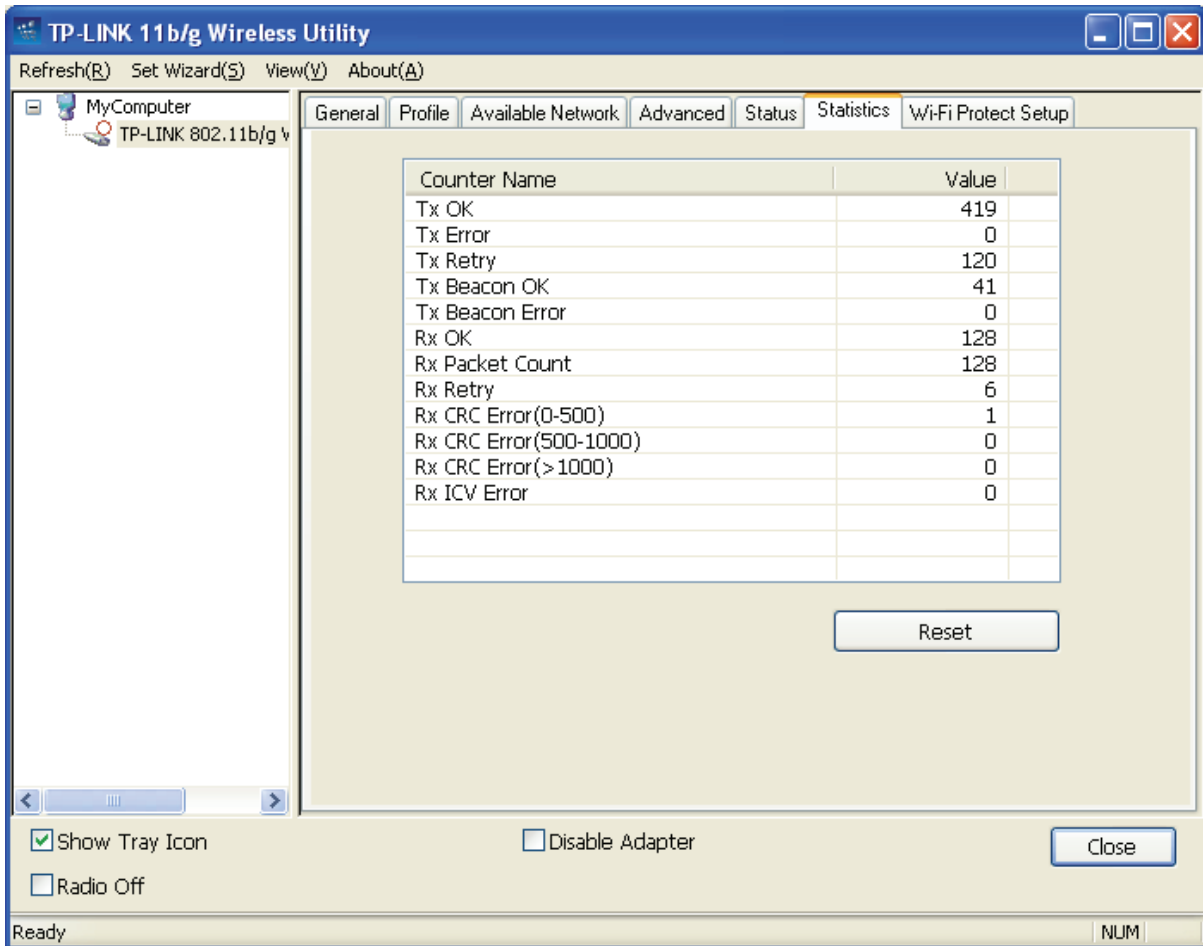 TP-LINK 11b/g Wireless Utility
Refresh(R) Set Wizard(S) View(V) About(A)
MyComputer
TP-LINK 802.11b/g
General Profile Available Network Advanced Status Statistics Wi-Fi Protect Setup
Counter Name Value
Tx OK 419
Tx Error 0
Tx Retry 120
Tx Beacon OK 41
Tx Beacon Error 0
Rx OK 128
Rx Packet Count 128
Rx Retry 6
Rx CRC Error(0-500) 1
Rx CRC Error(500-1000) 0
Rx CRC Error(>1000) 0
Rx ICV Error 0
Reset
Show Tray Icon Disable Adapter Close
Radio Off
Ready NUM